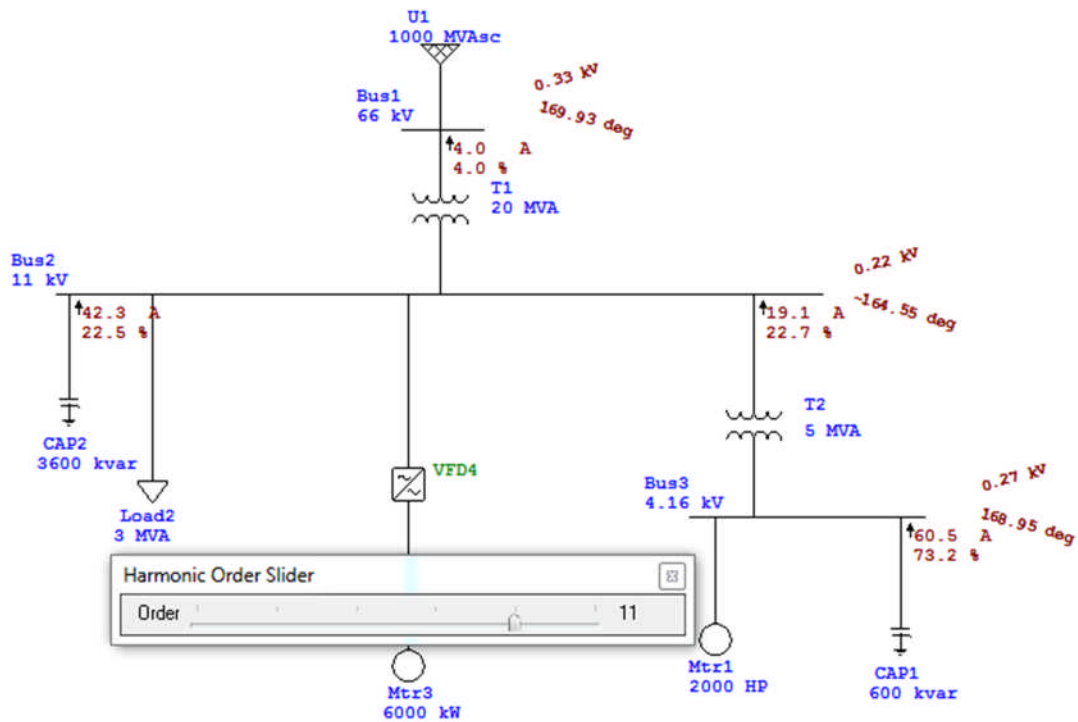 U1
1000 MVAsc
0.33 kV
Bus1
66 kV
169.93 deg
4.0 A
4.0 %
T1
20 MVA
Bus2
11 kV
0.22 kV
-164.55 deg
42.3 A
22.5 %
19.1 A
22.7 %
T2
5 MVA
CAP2
3600 kvar
VFD4
Load2
3 MVA
Bus3
4.16 kV
0.27 kV
168.95 deg
60.5 A
73.2 %
Harmonic Order Slider
Order 11
Mtr3
6000 kW
Mtr1
2000 HP
CAP1
600 kvar